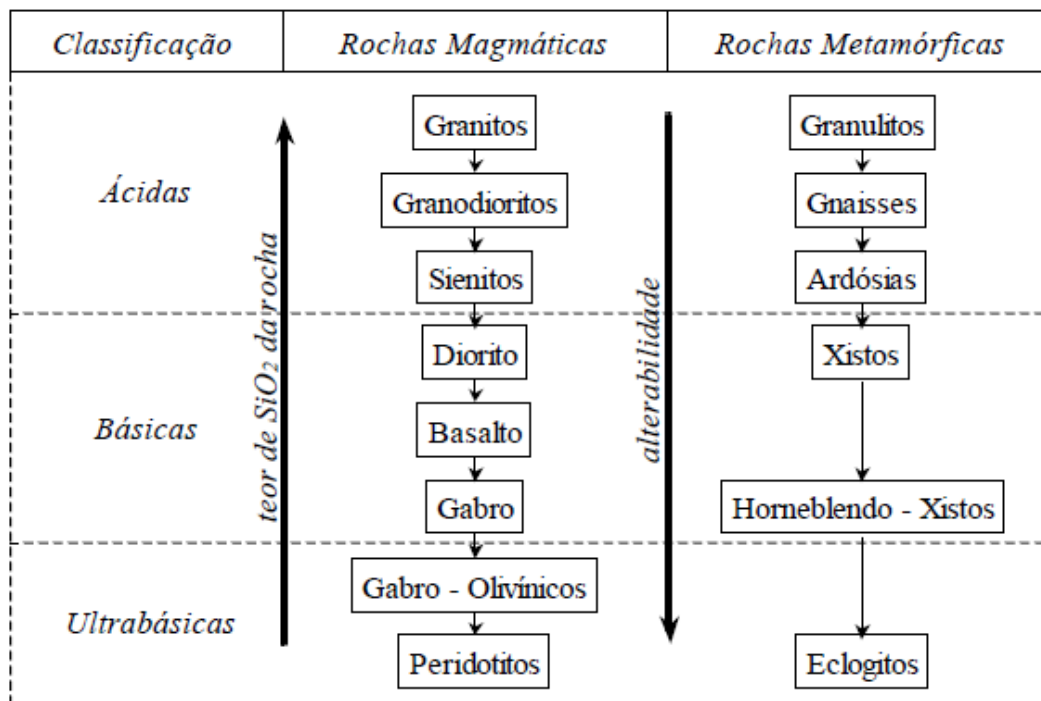 Classificação
Rochas Magmáticas
Rochas Metamórficas
Ácidas
teor de SiO₂ da rocha
Granitos
Granodioritos
Sienitos
alterabilidade
Granulitos
Gnaisses
Ardósias
Básicas
Diorito
Basalto
Gabro
Xistos
Horneblendo - Xistos
Ultrabásicas
Gabro - Olivínicos
Peridotitos
Eclogitos